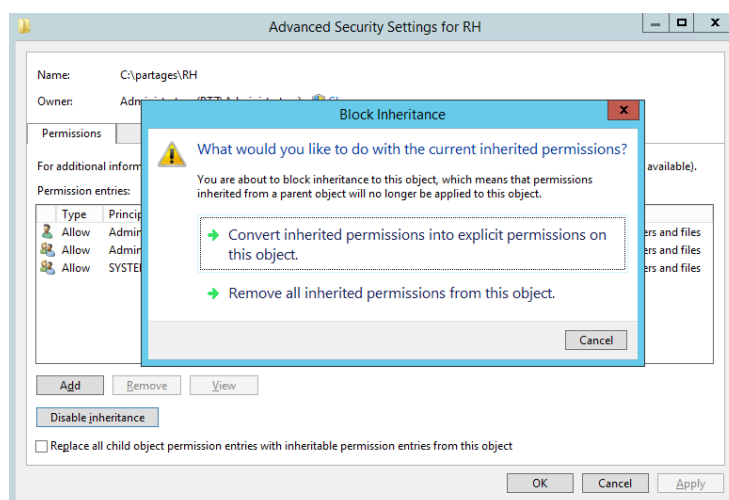 Advanced Security Settings for RH
Name: C:\partages\RH
Owner:
Block Inheritance
What would you like to do with the current inherited permissions?
You are about to block inheritance to this object, which means that permissions
inherited from a parent object will no longer be applied to this object.
Convert inherited permissions into explicit permissions on
this object.
Remove all inherited permissions from this object.
Cancel
Permissions
For additional available).
Permission entries:
Type
Allow
Allow
Allow
and files
and files
and files
Add Remove View
Disable inheritance
Replace all child object permission entries with inheritable permission entries from this object
OK Cancel Apply